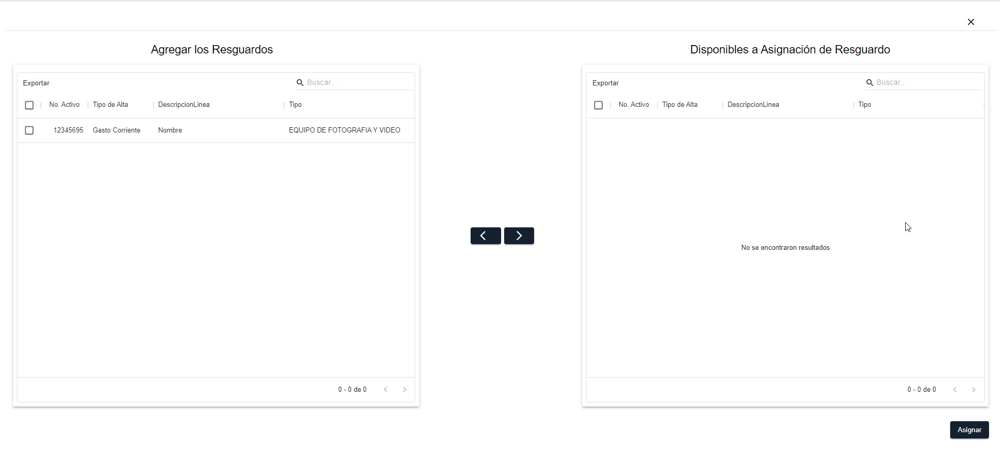 Agregar los Resguardos
Exportar
Buscar...
No. Activo Tipo de Alta DescripcionLinea Tipo
12345695 Gasto Corriente Nombre EQUIPO DE FOTOGRAFIA Y VIDEO
0 - 0 de 0
Disponibles a Asignación de Resguardo
Exportar
Buscar...
No. Activo Tipo de Alta DescripcionLinea Tipo
No se encontraron resultados
0 - 0 de 0
Asignar